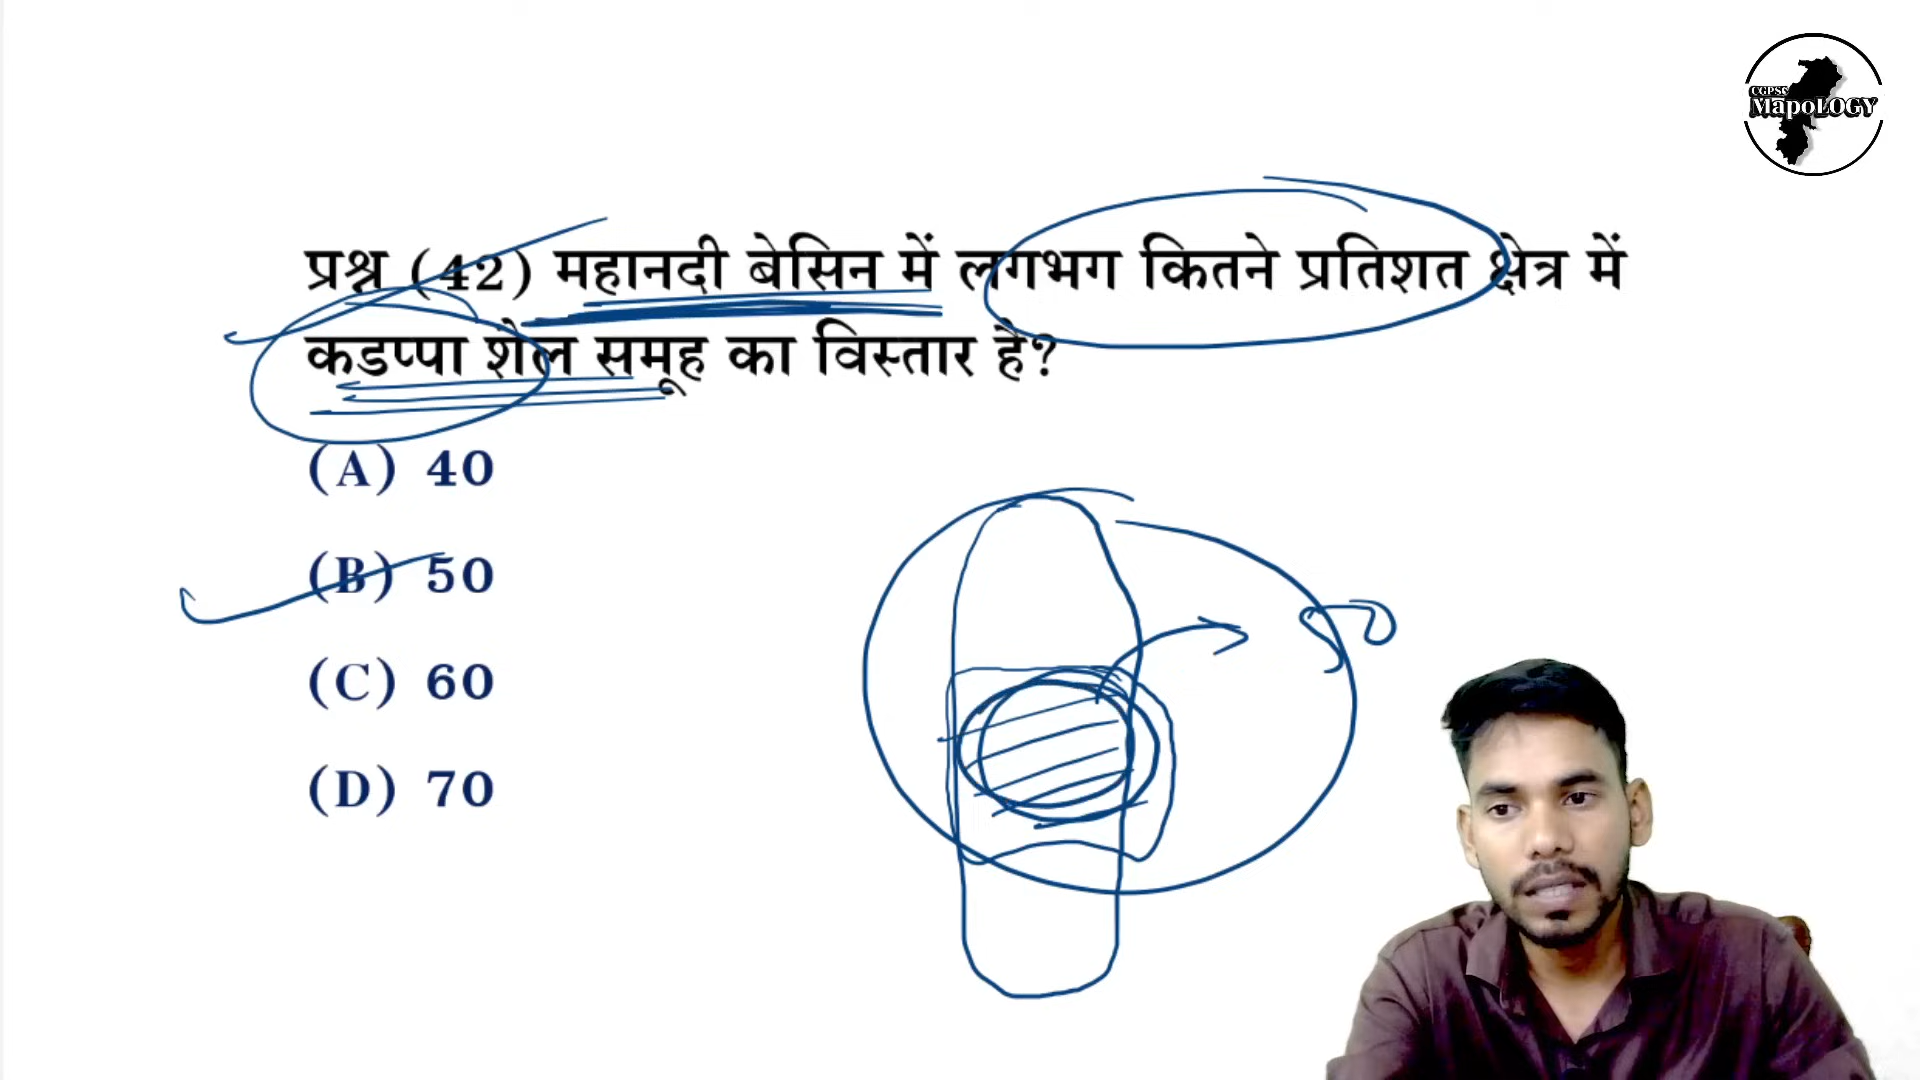 CGPSC
MapoLOGY
प्रश्न (42) महानदी बेसिन में लगभग कितने प्रतिशत क्षेत्र में
कडप्पा शेल समूह का विस्तार है?
(A) 40
(B) 50
(C) 60
(D) 70